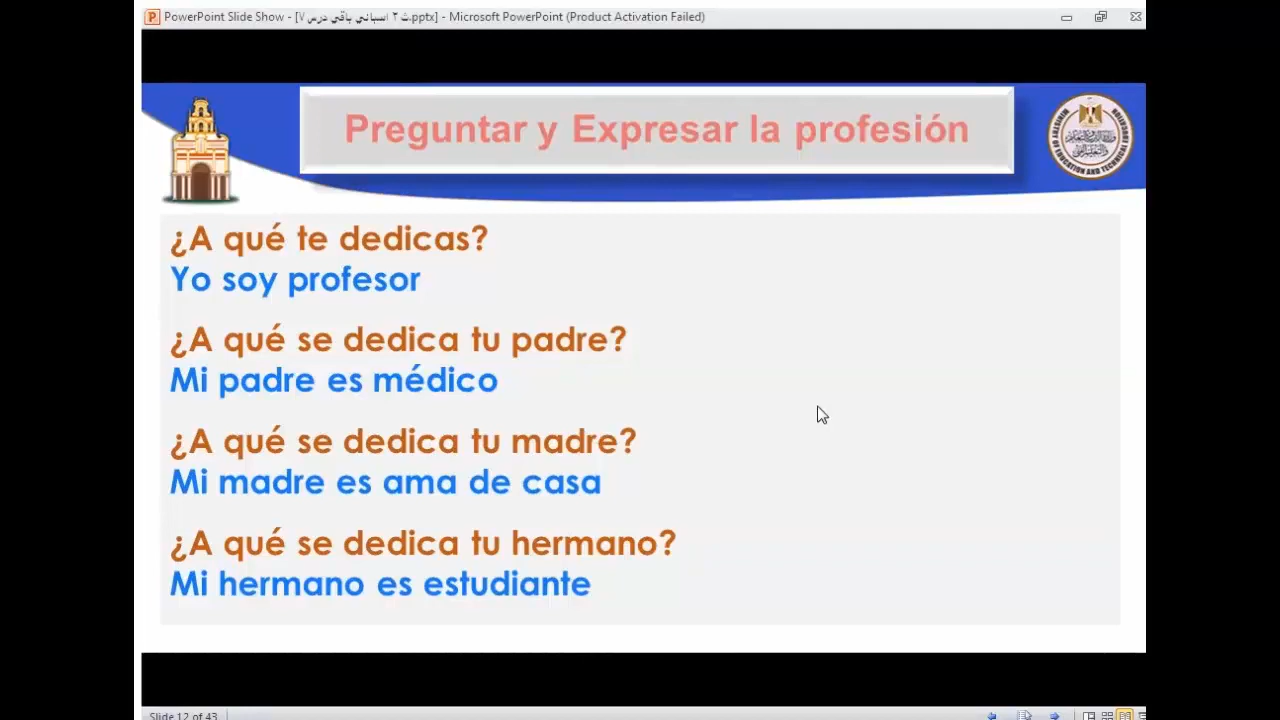 PowerPoint Slide Show - [ث ٢ اسباني باقي درس ٧.pptx] - Microsoft PowerPoint (Product Activation Failed)
Preguntar y Expresar la profesión
¿A qué te dedicas?
Yo soy profesor
¿A qué se dedica tu padre?
Mi padre es médico
¿A qué se dedica tu madre?
Mi madre es ama de casa
¿A qué se dedica tu hermano?
Mi hermano es estudiante
Slide 12 of 43